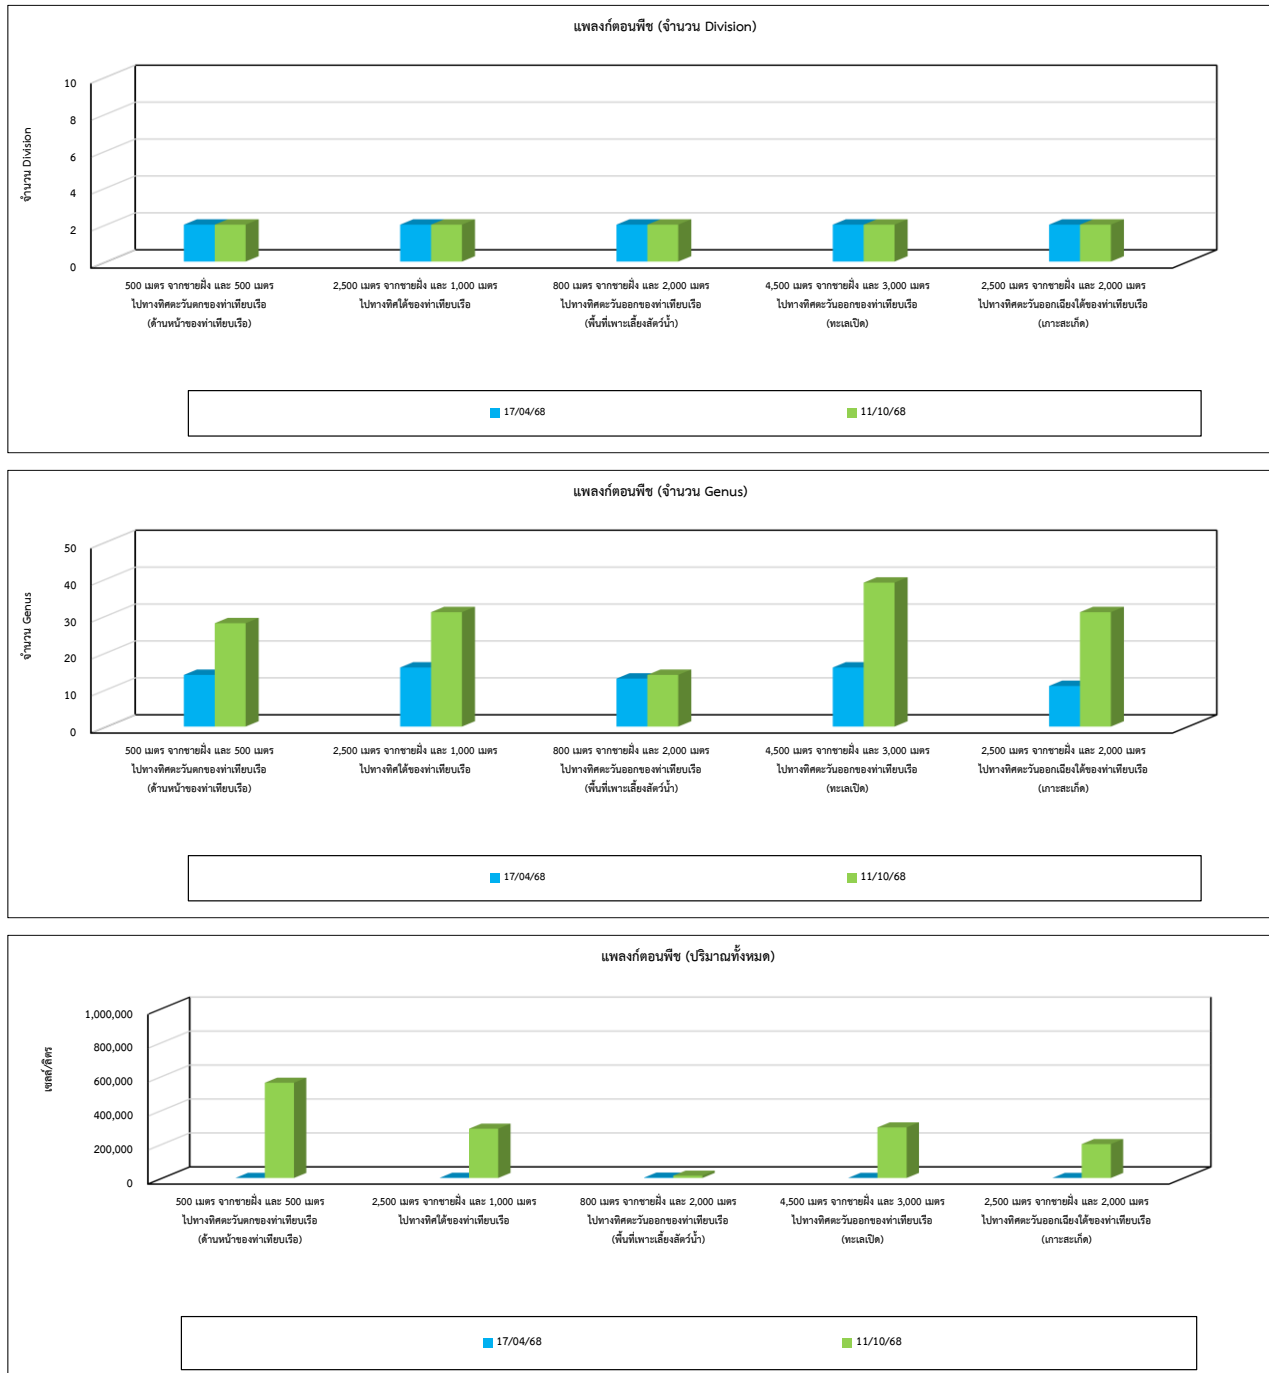 แพลงก์ตอนพืช (จำนวน Division)
จำนวน Division
10
8
6
4
2
0
500 เมตร จากชายฝั่ง และ 500 เมตร
ไปทางทิศตะวันตกของท่าเทียบเรือ
(ด้านหน้าของท่าเทียบเรือ)
2,500 เมตร จากชายฝั่ง และ 1,000 เมตร
ไปทางทิศใต้ของท่าเทียบเรือ
800 เมตร จากชายฝั่ง และ 2,000 เมตร
ไปทางทิศตะวันออกของท่าเทียบเรือ
(พื้นที่เพาะเลี้ยงสัตว์น้ำ)
4,500 เมตร จากชายฝั่ง และ 3,000 เมตร
ไปทางทิศตะวันออกของท่าเทียบเรือ
(ทะเลเปิด)
2,500 เมตร จากชายฝั่ง และ 2,000 เมตร
ไปทางทิศตะวันออกเฉียงใต้ของท่าเทียบเรือ
(เกาะสะเก็ด)
17/04/68
11/10/68
แพลงก์ตอนพืช (จำนวน Genus)
จำนวน Genus
50
40
30
20
10
0
500 เมตร จากชายฝั่ง และ 500 เมตร
ไปทางทิศตะวันตกของท่าเทียบเรือ
(ด้านหน้าของท่าเทียบเรือ)
2,500 เมตร จากชายฝั่ง และ 1,000 เมตร
ไปทางทิศใต้ของท่าเทียบเรือ
800 เมตร จากชายฝั่ง และ 2,000 เมตร
ไปทางทิศตะวันออกของท่าเทียบเรือ
(พื้นที่เพาะเลี้ยงสัตว์น้ำ)
4,500 เมตร จากชายฝั่ง และ 3,000 เมตร
ไปทางทิศตะวันออกของท่าเทียบเรือ
(ทะเลเปิด)
2,500 เมตร จากชายฝั่ง และ 2,000 เมตร
ไปทางทิศตะวันออกเฉียงใต้ของท่าเทียบเรือ
(เกาะสะเก็ด)
17/04/68
11/10/68
แพลงก์ตอนพืช (ปริมาณทั้งหมด)
เซลล์/ลิตร
1,000,000
800,000
600,000
400,000
200,000
0
500 เมตร จากชายฝั่ง และ 500 เมตร
ไปทางทิศตะวันตกของท่าเทียบเรือ
(ด้านหน้าของท่าเทียบเรือ)
2,500 เมตร จากชายฝั่ง และ 1,000 เมตร
ไปทางทิศใต้ของท่าเทียบเรือ
800 เมตร จากชายฝั่ง และ 2,000 เมตร
ไปทางทิศตะวันออกของท่าเทียบเรือ
(พื้นที่เพาะเลี้ยงสัตว์น้ำ)
4,500 เมตร จากชายฝั่ง และ 3,000 เมตร
ไปทางทิศตะวันออกของท่าเทียบเรือ
(ทะเลเปิด)
2,500 เมตร จากชายฝั่ง และ 2,000 เมตร
ไปทางทิศตะวันออกเฉียงใต้ของท่าเทียบเรือ
(เกาะสะเก็ด)
17/04/68
11/10/68